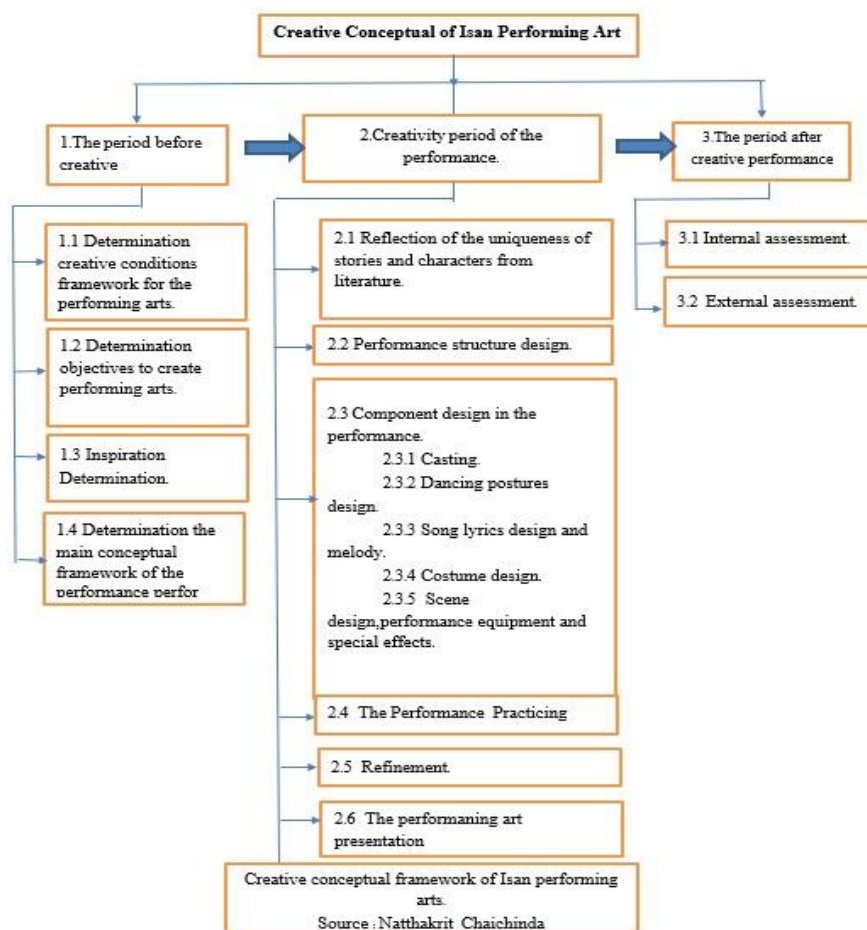 Creative Conceptual of Isan Performing Art
1.The period before
creative
2.Creativity period of the
performance.
3.The period after
creative performance
1.1 Determination
creative conditions
framework for the
performing arts.
1.2 Determination
objectives to create
performing arts.
1.3 Inspiration
Determination.
1.4 Determination the
main conceptual
framework of the
performance perfor
2.1 Reflection of the uniqueness of
stories and characters from
literature.
2.2 Performance structure design.
2.3 Component design in the
performance.
2.3.1 Casting.
2.3.2 Dancing postures
design.
2.3.3 Song lyrics design and
melody.
2.3.4 Costume design.
2.3.5 Scene
design,performance equipment and
special effects.
2.4 The Performance Practicing
2.5 Refinement.
2.6 The performaning art
presentation
3.1 Internal assessment.
3.2 External assessment.
Creative conceptual framework of Isan performing
arts.
Source : Natthakrit Chaichinda